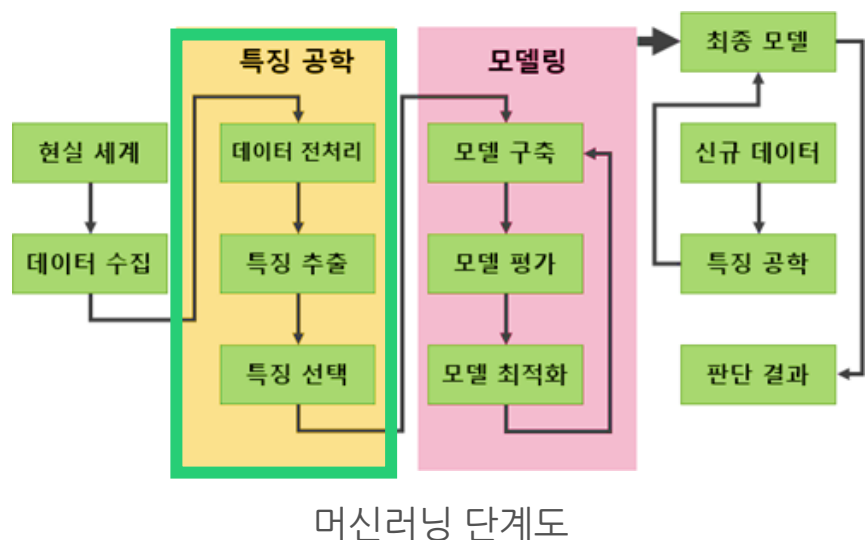 특징 공학
모델링
최종 모델
현실 세계
데이터 전처리
모델 구축
신규 데이터
데이터 수집
특징 추출
모델 평가
특징 공학
특징 선택
모델 최적화
판단 결과
머신러닝 단계도